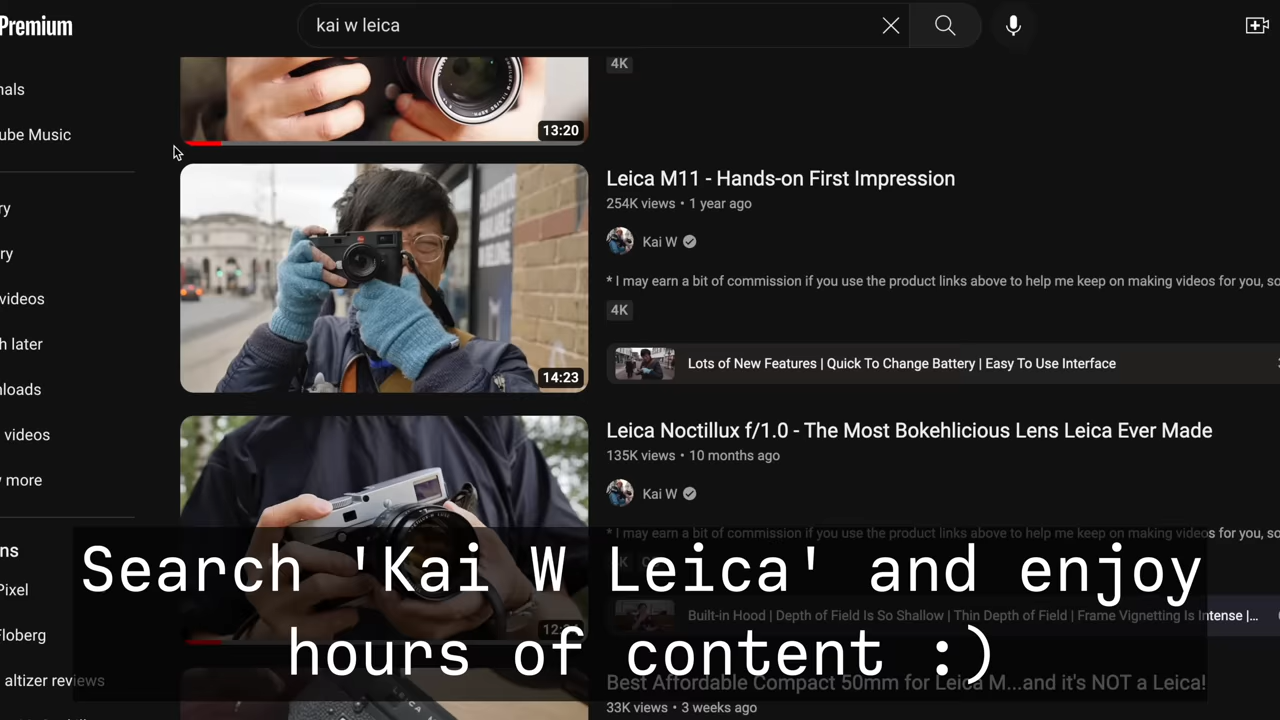 Premium
kai w leica
nals
4K
13:20
ube Music
Leica M11 - Hands-on First Impression
254K views • 1 year ago
ry
Kai W
ry
* I may earn a bit of commission if you use the product links above to help me keep on making videos for you, so
videos
4K
h later
Lots of New Features | Quick To Change Battery | Easy To Use Interface
14:23
loads
videos
Leica Noctillux f/1.0 - The Most Bokehlicious Lens Leica Ever Made
135K views • 10 months ago
more
Kai W
* I may earn a bit of commission if you use the product links above to help me keep on making videos for you, so
ns
Search 'Kai W Leica' and enjoy
hours of content :)
Pixel
Built-in Hood | Depth of Field Is So Shallow | Thin Depth of Field | Frame Vignetting Is Intense |...
Floberg
altizer reviews
Best Affordable Compact 50mm for Leica M...and it's NOT a Leica!
33K views • 3 weeks ago